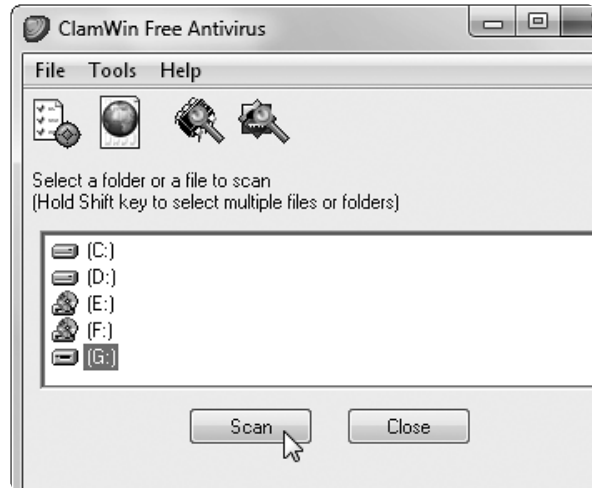 ClamWin Free Antivirus
File Tools Help
Select a folder or a file to scan
(Hold Shift key to select multiple files or folders)
(C:)
(D:)
(E:)
(F:)
(G:)
Scan Close